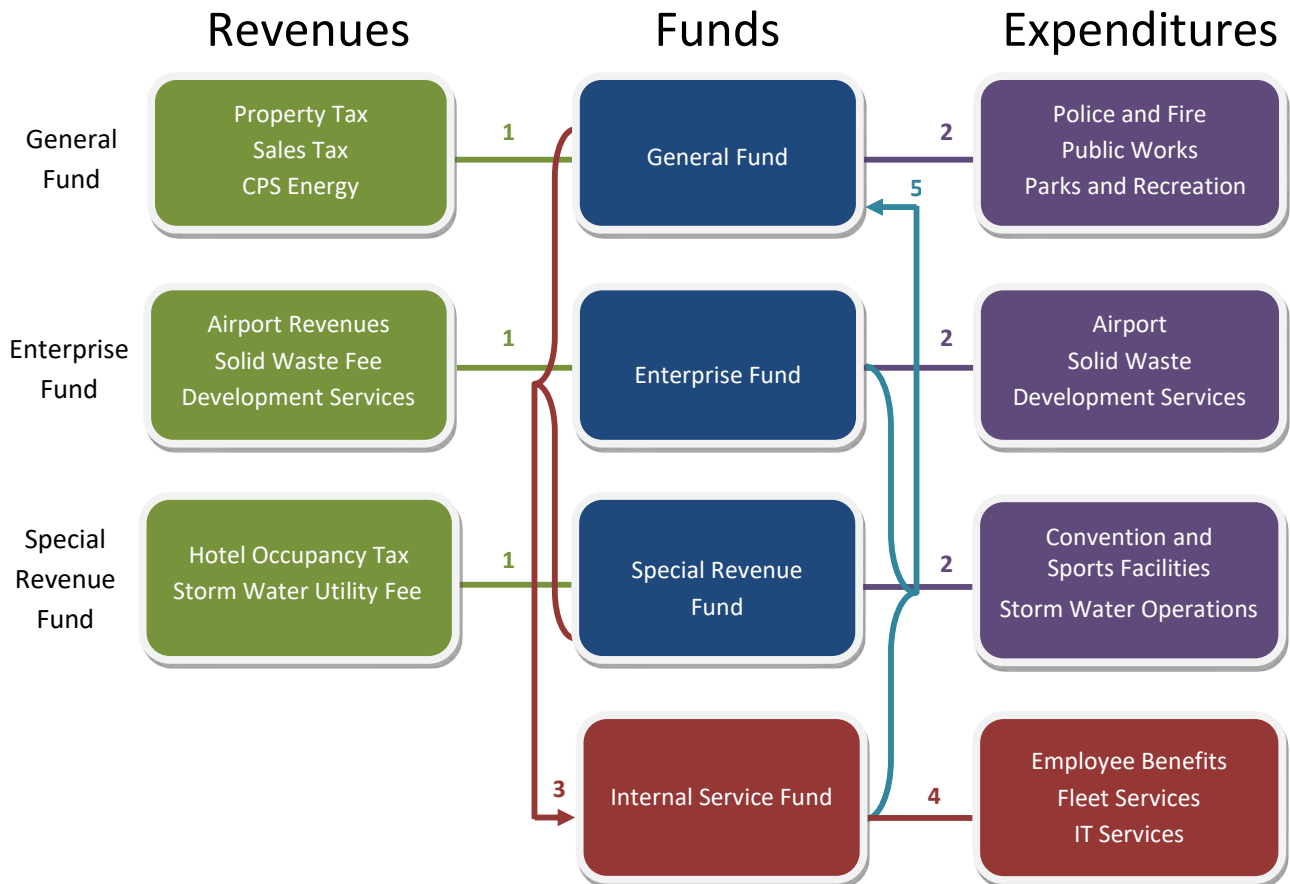 Revenues
Funds
Expenditures
General
Fund
Property Tax
Sales Tax
CPS Energy
1
General Fund
2
Police and Fire
Public Works
Parks and Recreation
5
Enterprise
Fund
Airport Revenues
Solid Waste Fee
Development Services
1
Enterprise Fund
2
Airport
Solid Waste
Development Services
Special
Revenue
Fund
Hotel Occupancy Tax
Storm Water Utility Fee
1
Special Revenue
Fund
2
Convention and
Sports Facilities
Storm Water Operations
3
Internal Service Fund
4
Employee Benefits
Fleet Services
IT Services